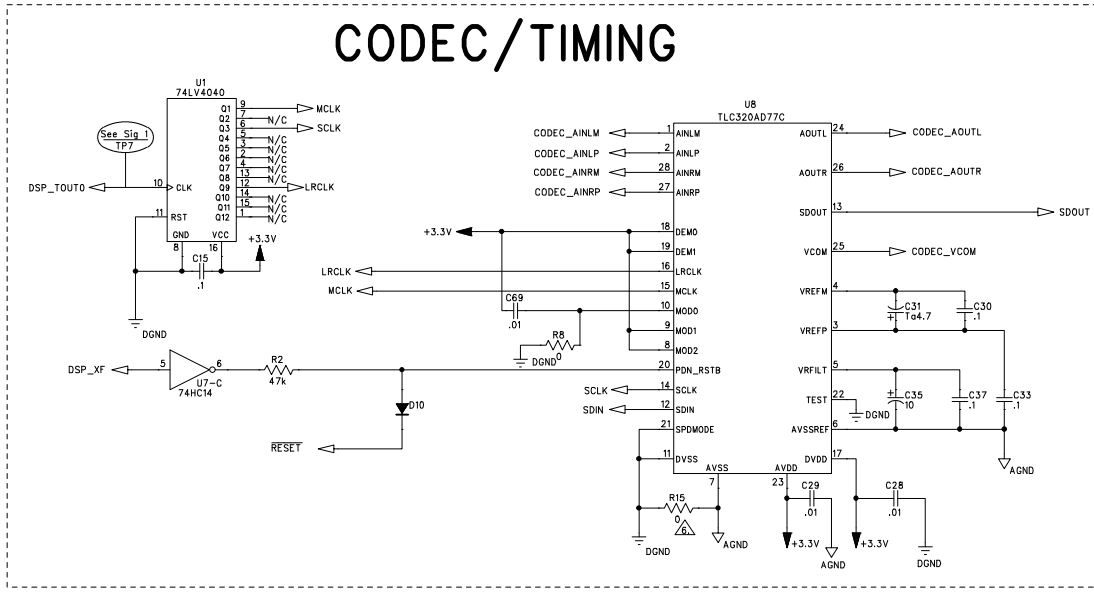 CODEC/TIMING
U1
74LV4040
See Sig 1
TP7
DSP_TOUT0
10 CLK
11 RST
GND
8
VCC
16
Q1 9 MCLK
Q2 7 N/C
Q3 6 SCLK
Q4 5 N/C
Q5 3 N/C
Q6 2 N/C
Q7 4 N/C
Q8 13 N/C
Q9 12 LRCLK
Q10 14 N/C
Q11 15 N/C
Q12 1 N/C
+3.3V
C15
.1
DGND
DSP_XF
5
6
U7-C
74HC14
R2
47k
D10
RESET
U8
TLC320AD77C
CODEC_AINLM 1 AINLM
CODEC_AINLP 2 AINLP
CODEC_AINRM 28 AINRM
CODEC_AINRP 27 AINRP
+3.3V
18 DEM0
19 DEM1
LRCLK 16 LRCLK
MCLK 15 MCLK
C69
.01
10 MOD0
9 MOD1
8 MOD2
R8
0
DGND
20 PDN_RSTB
SCLK 14 SCLK
SDIN 12 SDIN
21 SPDMODE
11 DVSS
AVSS
7
AVDD
23
R15
0
6.
DGND
AGND
AOUTL 24 CODEC_AOUTL
AOUTR 26 CODEC_AOUTR
SDOUT 13 SDOUT
VCOM 25 CODEC_VCOM
VREFM 4
C31
Ta4.7
C30
.1
VREFP 3
VRFILT 5
C35
10
C37
.1
C33
.1
TEST 22
DGND
AVSSREF 6
AGND
DVDD 17
C29
.01
C28
.01
+3.3V
+3.3V
AGND
DGND